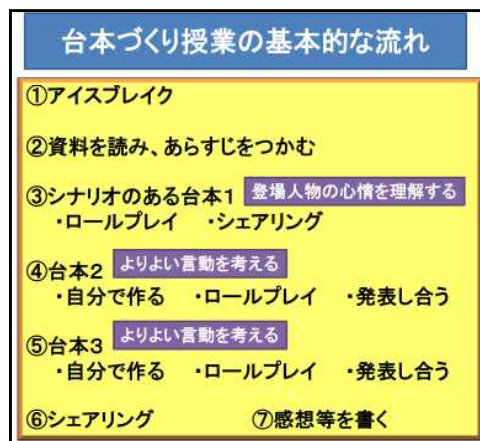 台本づくり授業の基本的な流れ
①アイスブレイク
②資料を読み、あらすじをつかむ
③シナリオのある台本1 登場人物の心情を理解する
・ロールプレイ ・シェアリング
④台本2 よりよい言動を考える
・自分で作る ・ロールプレイ ・発表し合う
⑤台本3 よりよい言動を考える
・自分で作る ・ロールプレイ ・発表し合う
⑥シェアリング ⑦感想等を書く